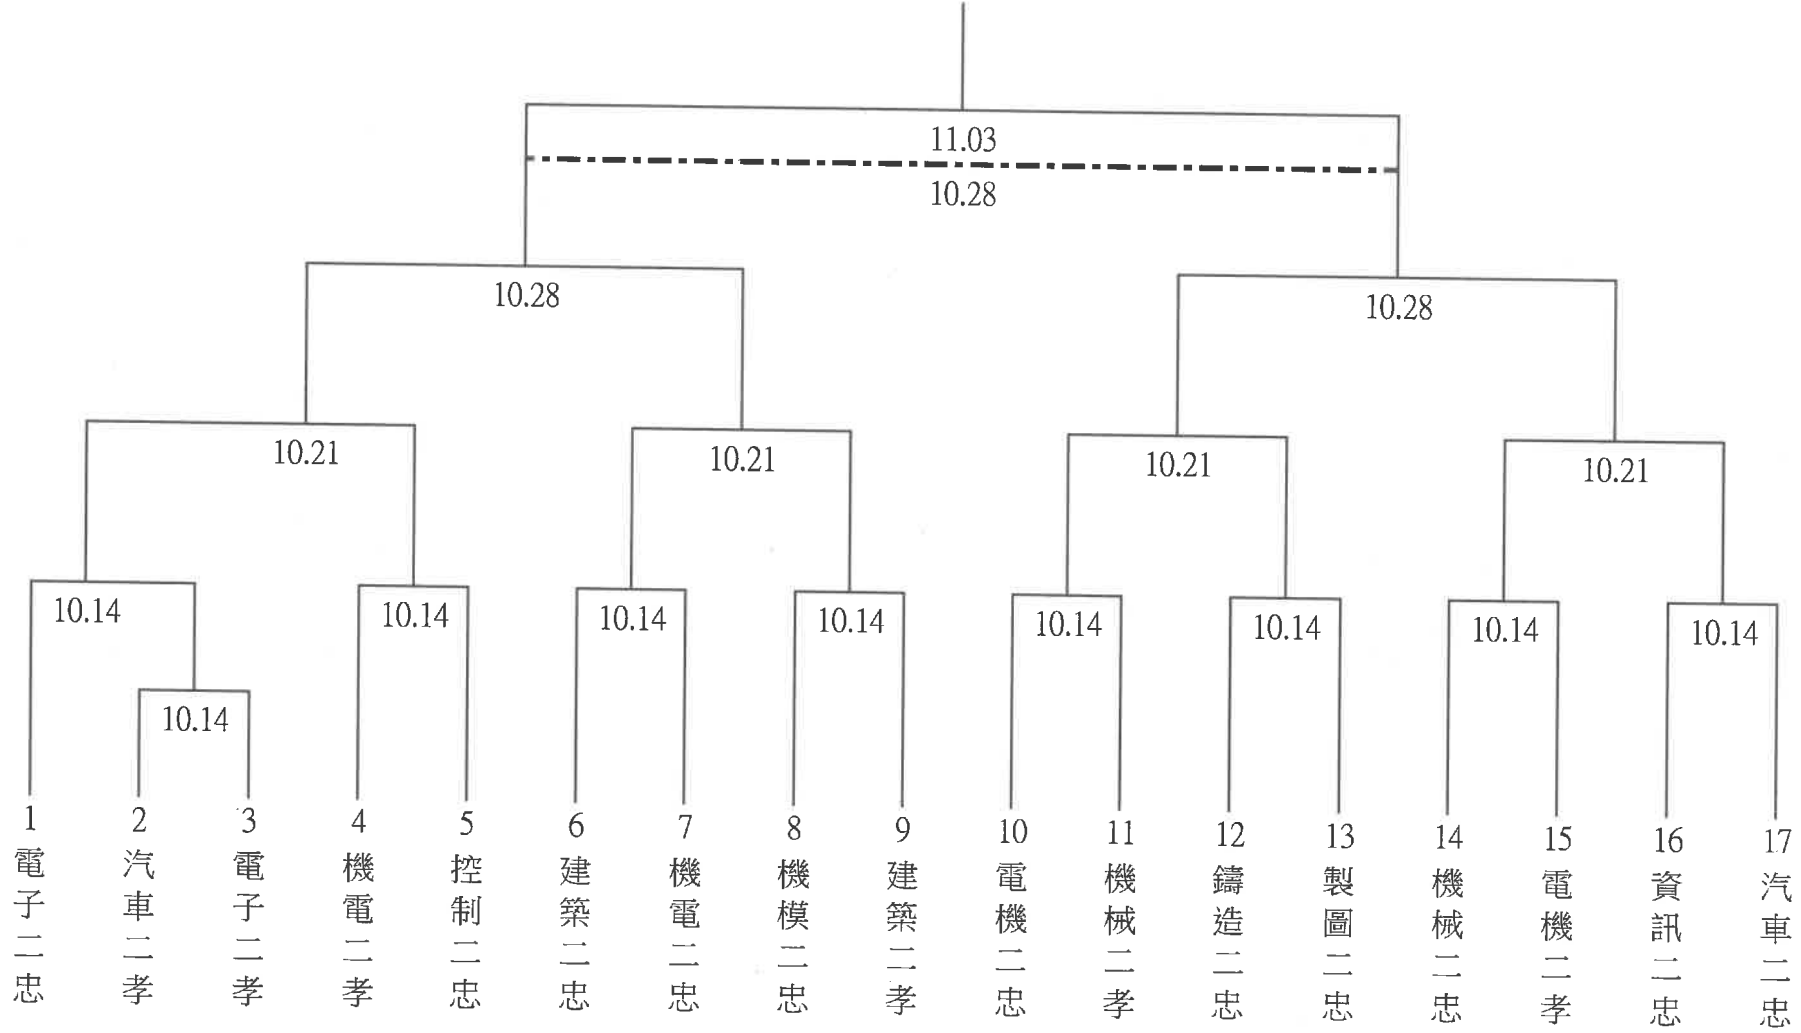 11.03
10.28
10.28
10.28
10.21
10.21
10.21
10.21
10.14
10.14
10.14
10.14
10.14
10.14
10.14
10.14
10.14
1
電子二忠
2
汽車二孝
3
電子二孝
4
機電二孝
5
控制二忠
6
建築二忠
7
機電二忠
8
機模二忠
9
建築二孝
10
電機二忠
11
機械二孝
12
鑄造二忠
13
製圖二忠
14
機械二忠
15
電機二孝
16
資訊二忠
17
汽車二忠